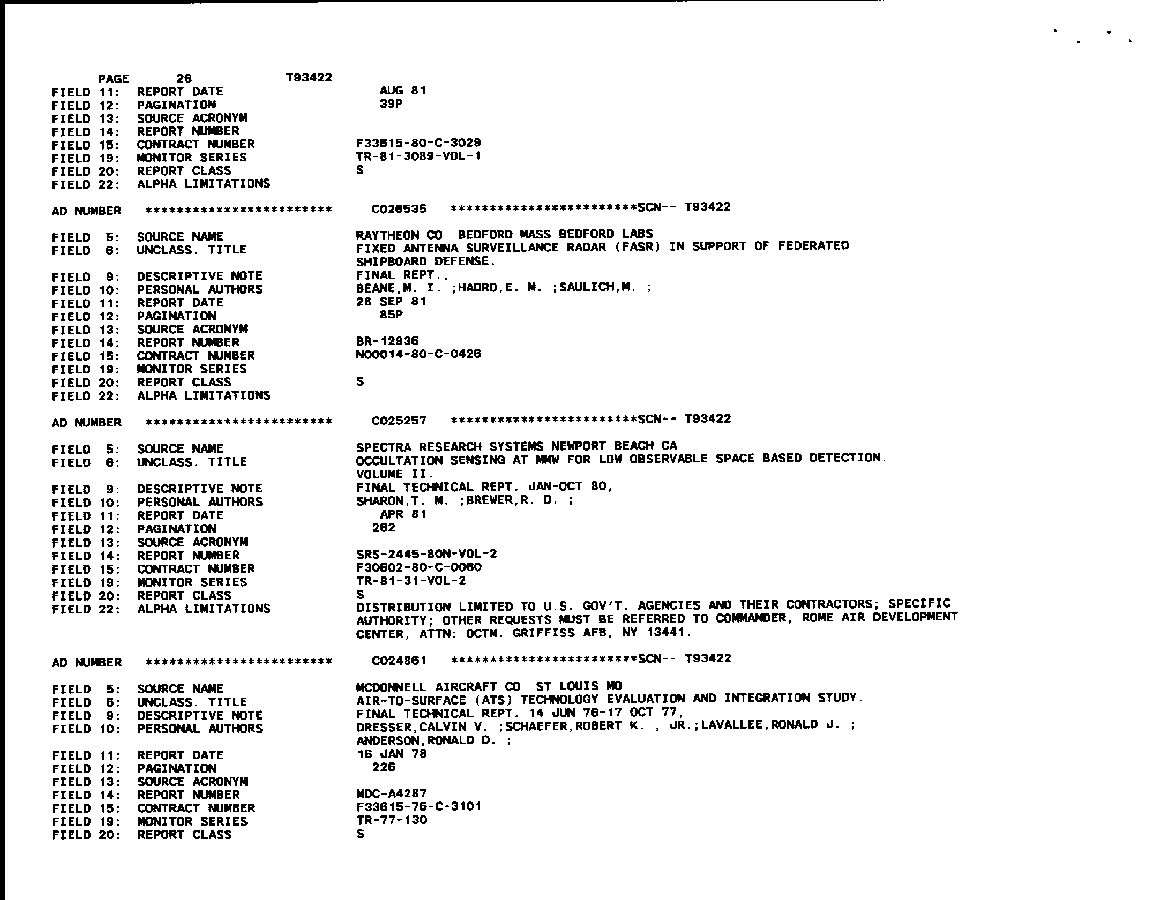 PAGE 26 T93422
FIELD 11: REPORT DATE AUG 81
FIELD 12: PAGINATION 39P
FIELD 13: SOURCE ACRONYM
FIELD 14: REPORT NUMBER
FIELD 15: CONTRACT NUMBER F33615-80-C-3029
FIELD 19: MONITOR SERIES TR-81-3089-VOL-1
FIELD 20: REPORT CLASS S
FIELD 22: ALPHA LIMITATIONS
AD NUMBER ************************ C026535 ************************SCN-- T93422
FIELD 5: SOURCE NAME RAYTHEON CO BEDFORD MASS BEDFORD LABS
FIELD 6: UNCLASS. TITLE FIXED ANTENNA SURVEILLANCE RADAR (FASR) IN SUPPORT OF FEDERATED
SHIPBOARD DEFENSE.
FIELD 9: DESCRIPTIVE NOTE FINAL REPT.,
FIELD 10: PERSONAL AUTHORS BEANE,M. I. ;HADRD,E. M. ;SAULICH,M. ;
FIELD 11: REPORT DATE 28 SEP 81
FIELD 12: PAGINATION 85P
FIELD 13: SOURCE ACRONYM
FIELD 14: REPORT NUMBER BR-12936
FIELD 15: CONTRACT NUMBER N00014-80-C-0426
FIELD 19: MONITOR SERIES
FIELD 20: REPORT CLASS S
FIELD 22: ALPHA LIMITATIONS
AD NUMBER ************************ C025257 ************************SCN-- T93422
FIELD 5: SOURCE NAME SPECTRA RESEARCH SYSTEMS NEWPORT BEACH CA
FIELD 6: UNCLASS. TITLE OCCULTATION SENSING AT MMW FOR LOW OBSERVABLE SPACE BASED DETECTION.
VOLUME II.
FIELD 9: DESCRIPTIVE NOTE FINAL TECHNICAL REPT. JAN-OCT 80,
FIELD 10: PERSONAL AUTHORS SHARON,T. M. ;BREWER,R. D. ;
FIELD 11: REPORT DATE APR 81
FIELD 12: PAGINATION 262
FIELD 13: SOURCE ACRONYM
FIELD 14: REPORT NUMBER SRS-2445-80N-VOL-2
FIELD 15: CONTRACT NUMBER F30602-80-C-0060
FIELD 19: MONITOR SERIES TR-81-31-VOL-2
FIELD 20: REPORT CLASS S
FIELD 22: ALPHA LIMITATIONS DISTRIBUTION LIMITED TO U.S. GOV'T. AGENCIES AND THEIR CONTRACTORS; SPECIFIC
AUTHORITY; OTHER REQUESTS MUST BE REFERRED TO COMMANDER, ROME AIR DEVELOPMENT
CENTER, ATTN: OCTM. GRIFFISS AFB, NY 13441.
AD NUMBER ************************ C024861 ************************SCN-- T93422
FIELD 5: SOURCE NAME MCDONNELL AIRCRAFT CO ST LOUIS MO
FIELD 6: UNCLASS. TITLE AIR-TO-SURFACE (ATS) TECHNOLOGY EVALUATION AND INTEGRATION STUDY.
FIELD 9: DESCRIPTIVE NOTE FINAL TECHNICAL REPT. 14 JUN 76-17 OCT 77,
FIELD 10: PERSONAL AUTHORS DRESSER,CALVIN V. ;SCHAEFER,ROBERT K. , JR.;LAVALLEE,RONALD J. ;
ANDERSON,RONALD D. ;
FIELD 11: REPORT DATE 16 JAN 78
FIELD 12: PAGINATION 226
FIELD 13: SOURCE ACRONYM
FIELD 14: REPORT NUMBER MDC-A4287
FIELD 15: CONTRACT NUMBER F33615-76-C-3101
FIELD 19: MONITOR SERIES TR-77-130
FIELD 20: REPORT CLASS S